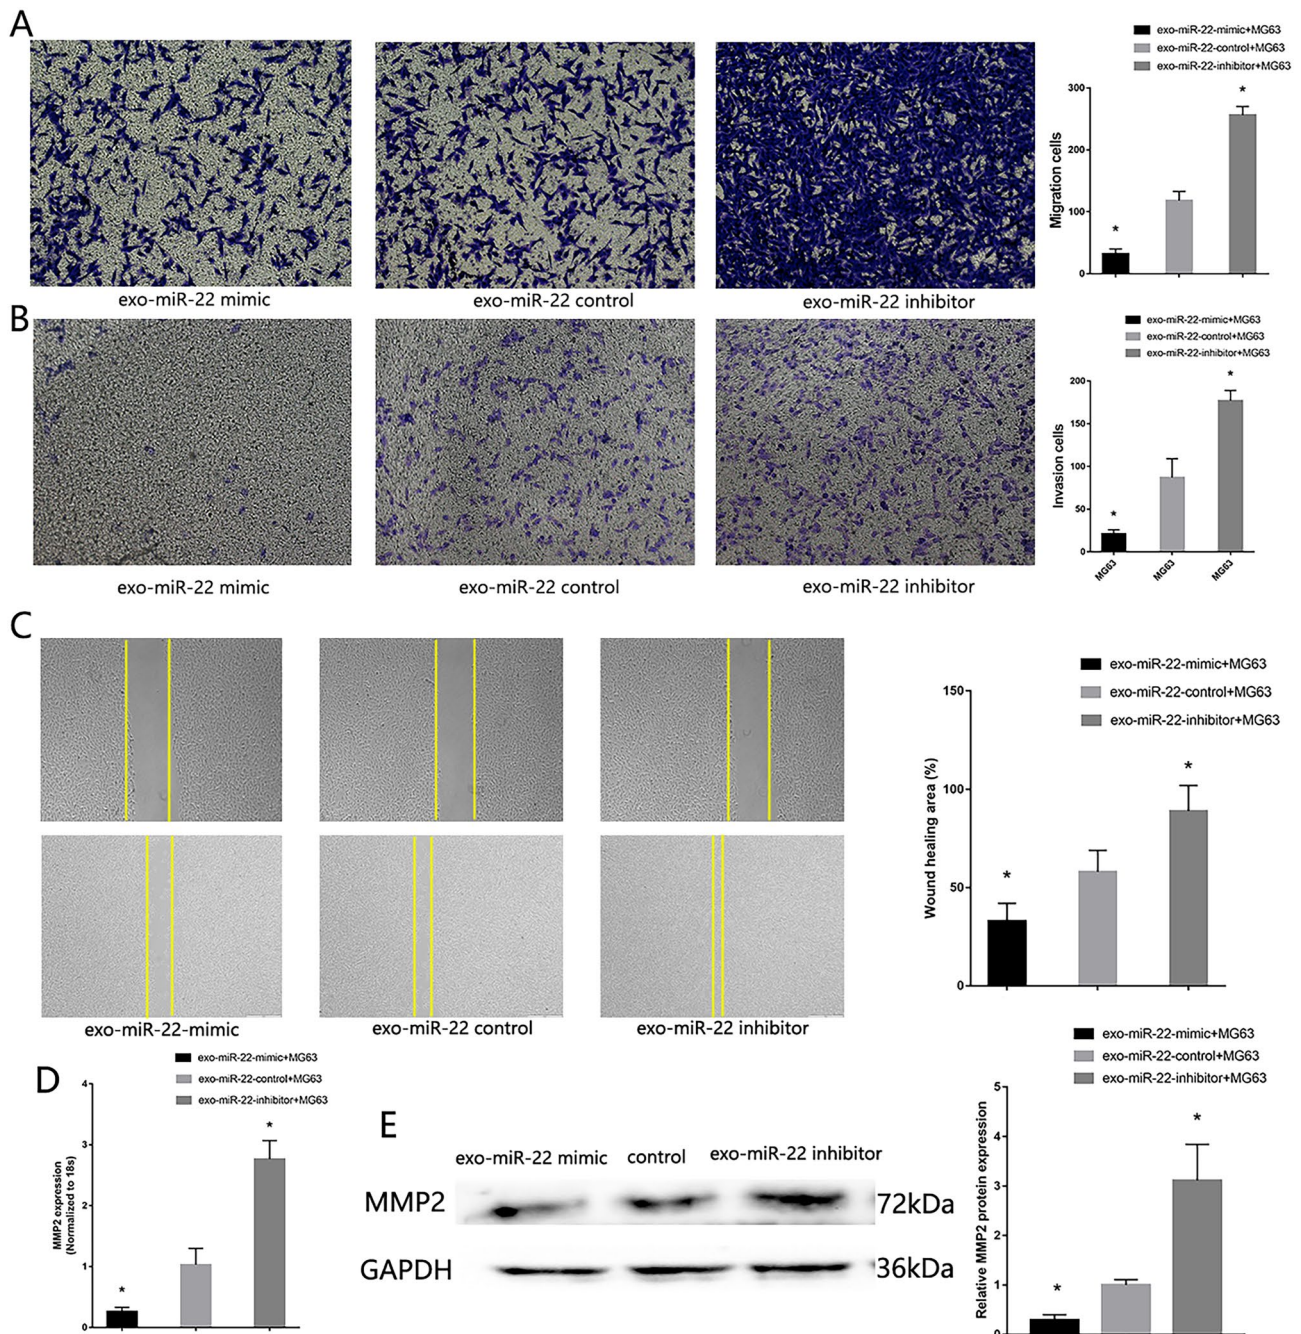 A
exo-miR-22 mimic
exo-miR-22 control
exo-miR-22 inhibitor
exo-miR-22-mimic+MG63
exo-miR-22-control+MG63
exo-miR-22-inhibitor+MG63
Migration cells
300
200
100
0
*
*
B
exo-miR-22 mimic
exo-miR-22 control
exo-miR-22 inhibitor
exo-miR-22-mimic+MG63
exo-miR-22-control+MG63
exo-miR-22-inhibitor+MG63
Invasion cells
200
150
100
50
0
*
*
MG63
MG63
MG63
C
exo-miR-22-mimic
exo-miR-22 control
exo-miR-22 inhibitor
exo-miR-22-mimic+MG63
exo-miR-22-control+MG63
exo-miR-22-inhibitor+MG63
Wound healing area (%)
150
100
50
0
*
*
D
exo-miR-22-mimic+MG63
exo-miR-22-control+MG63
exo-miR-22-inhibitor+MG63
MMP2 expression
(Normalized to 18s)
4
3
2
1
0
*
*
E
exo-miR-22 mimic control exo-miR-22 inhibitor
MMP2 72kDa
GAPDH 36kDa
exo-miR-22-mimic+MG63
exo-miR-22-control+MG63
exo-miR-22-inhibitor+MG63
Relative MMP2 protein expression
5
4
3
2
1
0
*
*